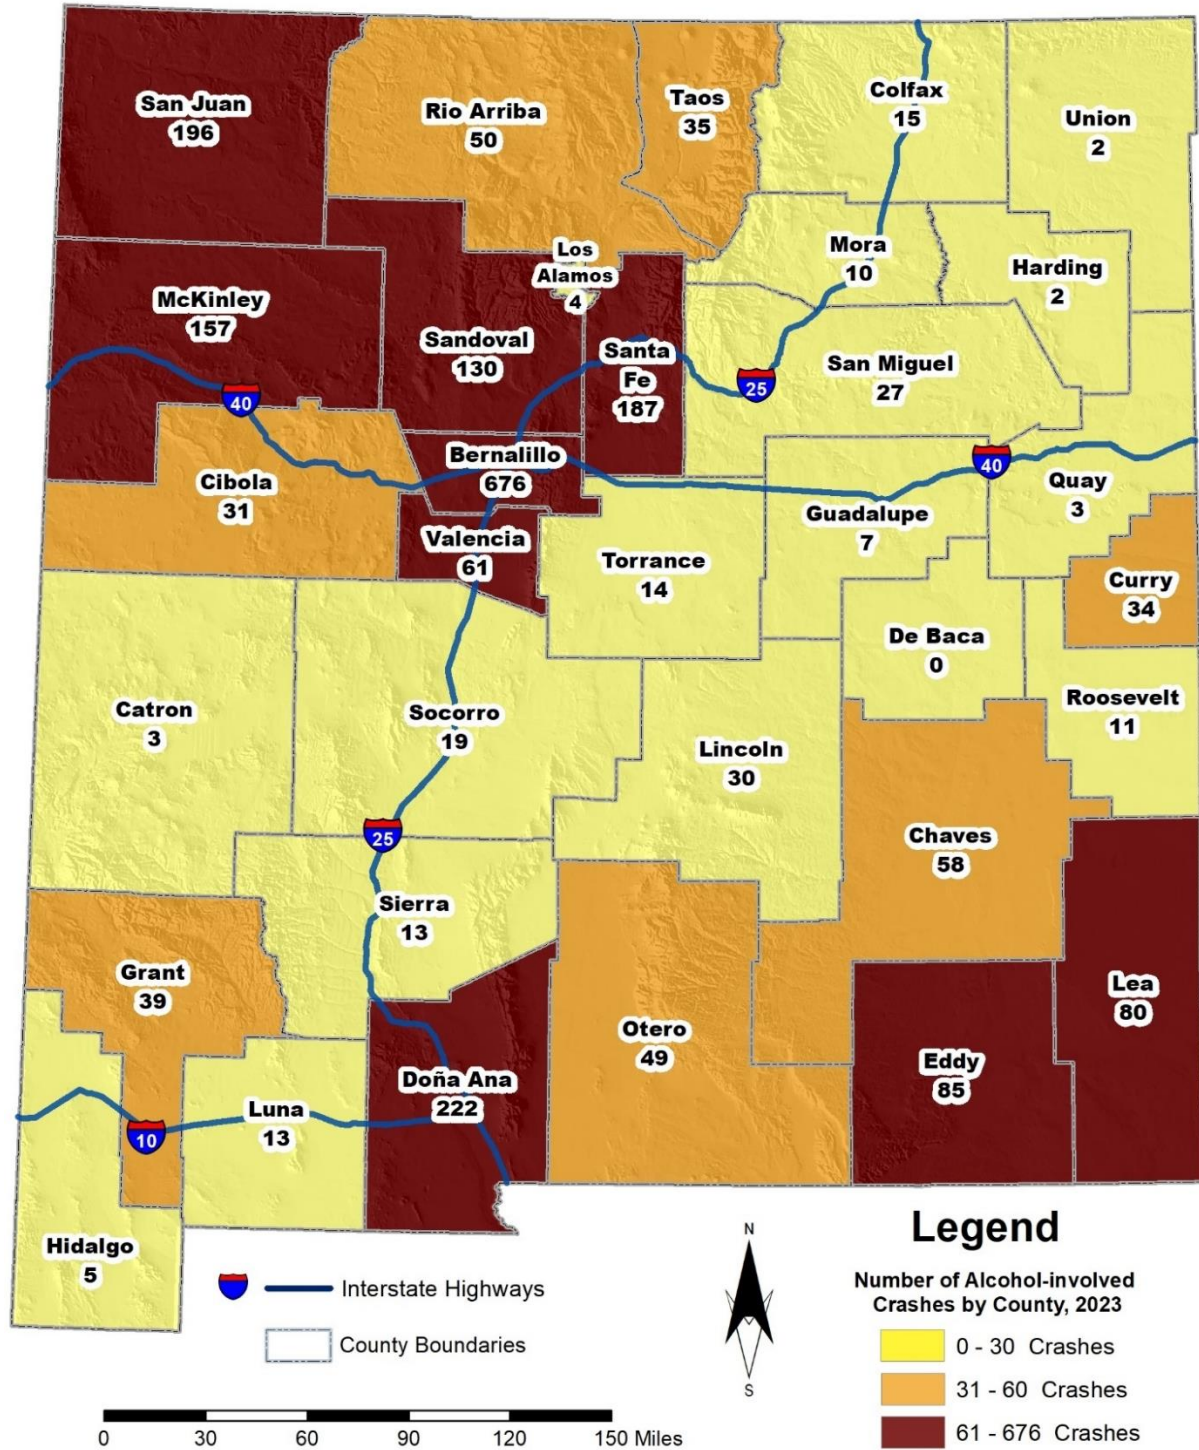 San Juan
196
Rio Arriba
50
Taos
35
Colfax
15
Union
2
Los
Alamos
4
Mora
10
Harding
2
McKinley
157
Sandoval
130
Santa
Fe
187
San Miguel
27
25
40
Bernalillo
676
40
Cibola
31
Quay
3
Guadalupe
7
Valencia
61
Torrance
14
Curry
34
De Baca
0
Roosevelt
11
Catron
3
Socorro
19
Lincoln
30
25
Chaves
58
Sierra
13
Grant
39
Otero
49
Lea
80
Eddy
85
Doña Ana
222
Luna
13
10
Hidalgo
5
Interstate Highways
County Boundaries
0 30 60 90 120 150 Miles
N
S
Legend
Number of Alcohol-involved
Crashes by County, 2023
0 - 30 Crashes
31 - 60 Crashes
61 - 676 Crashes